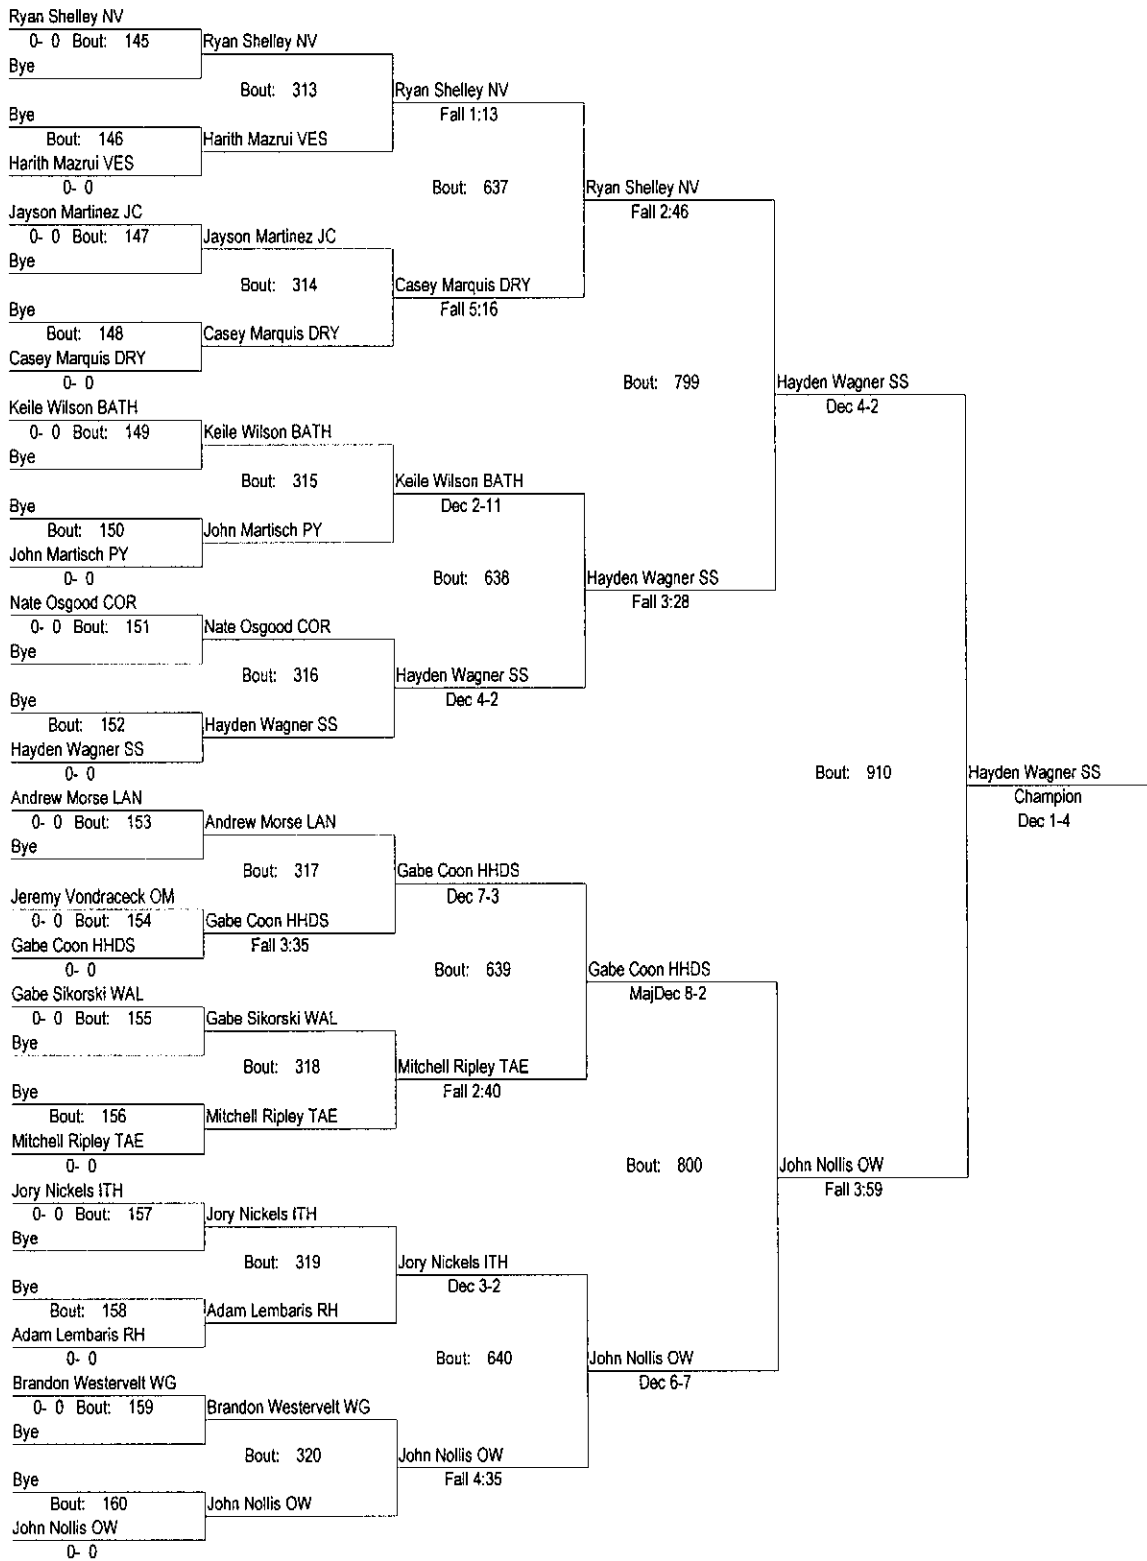 Ryan Shelley NV
0- 0 Bout: 145
Bye
Bye
Bout: 146
Harith Mazrui VES
0- 0
Jayson Martinez JC
0- 0 Bout: 147
Bye
Bye
Bout: 148
Casey Marquis DRY
0- 0
Keile Wilson BATH
0- 0 Bout: 149
Bye
Bye
Bout: 150
John Martisch PY
0- 0
Nate Osgood COR
0- 0 Bout: 151
Bye
Bye
Bout: 152
Hayden Wagner SS
0- 0
Andrew Morse LAN
0- 0 Bout: 153
Bye
Jeremy Vondraceck OM
0- 0 Bout: 154
Gabe Coon HHDS
0- 0
Gabe Sikorski WAL
0- 0 Bout: 155
Bye
Bye
Bout: 156
Mitchell Ripley TAE
0- 0
Jory Nickels ITH
0- 0 Bout: 157
Bye
Bye
Bout: 158
Adam Lembaris RH
0- 0
Brandon Westervelt WG
0- 0 Bout: 159
Bye
Bye
Bout: 160
John Nollis OW
0- 0
Ryan Shelley NV
Bout: 313
Harith Mazrui VES
Jayson Martinez JC
Bout: 314
Casey Marquis DRY
Keile Wilson BATH
Bout: 315
John Martisch PY
Nate Osgood COR
Bout: 316
Hayden Wagner SS
Andrew Morse LAN
Bout: 317
Gabe Coon HHDS
Fall 3:35
Gabe Sikorski WAL
Bout: 318
Mitchell Ripley TAE
Jory Nickels ITH
Bout: 319
Adam Lembaris RH
Brandon Westervelt WG
Bout: 320
John Nollis OW
Ryan Shelley NV
Fall 1:13
Bout: 637
Casey Marquis DRY
Fall 5:16
Keile Wilson BATH
Dec 2-11
Bout: 638
Hayden Wagner SS
Dec 4-2
Gabe Coon HHDS
Dec 7-3
Bout: 639
Mitchell Ripley TAE
Fall 2:40
Jory Nickels ITH
Dec 3-2
Bout: 640
John Nollis OW
Fall 4:35
Ryan Shelley NV
Fall 2:46
Bout: 799
Hayden Wagner SS
Fall 3:28
Gabe Coon HHDS
MajDec 8-2
Bout: 800
John Nollis OW
Dec 6-7
Hayden Wagner SS
Dec 4-2
Bout: 910
John Nollis OW
Fall 3:59
Hayden Wagner SS
Champion
Dec 1-4